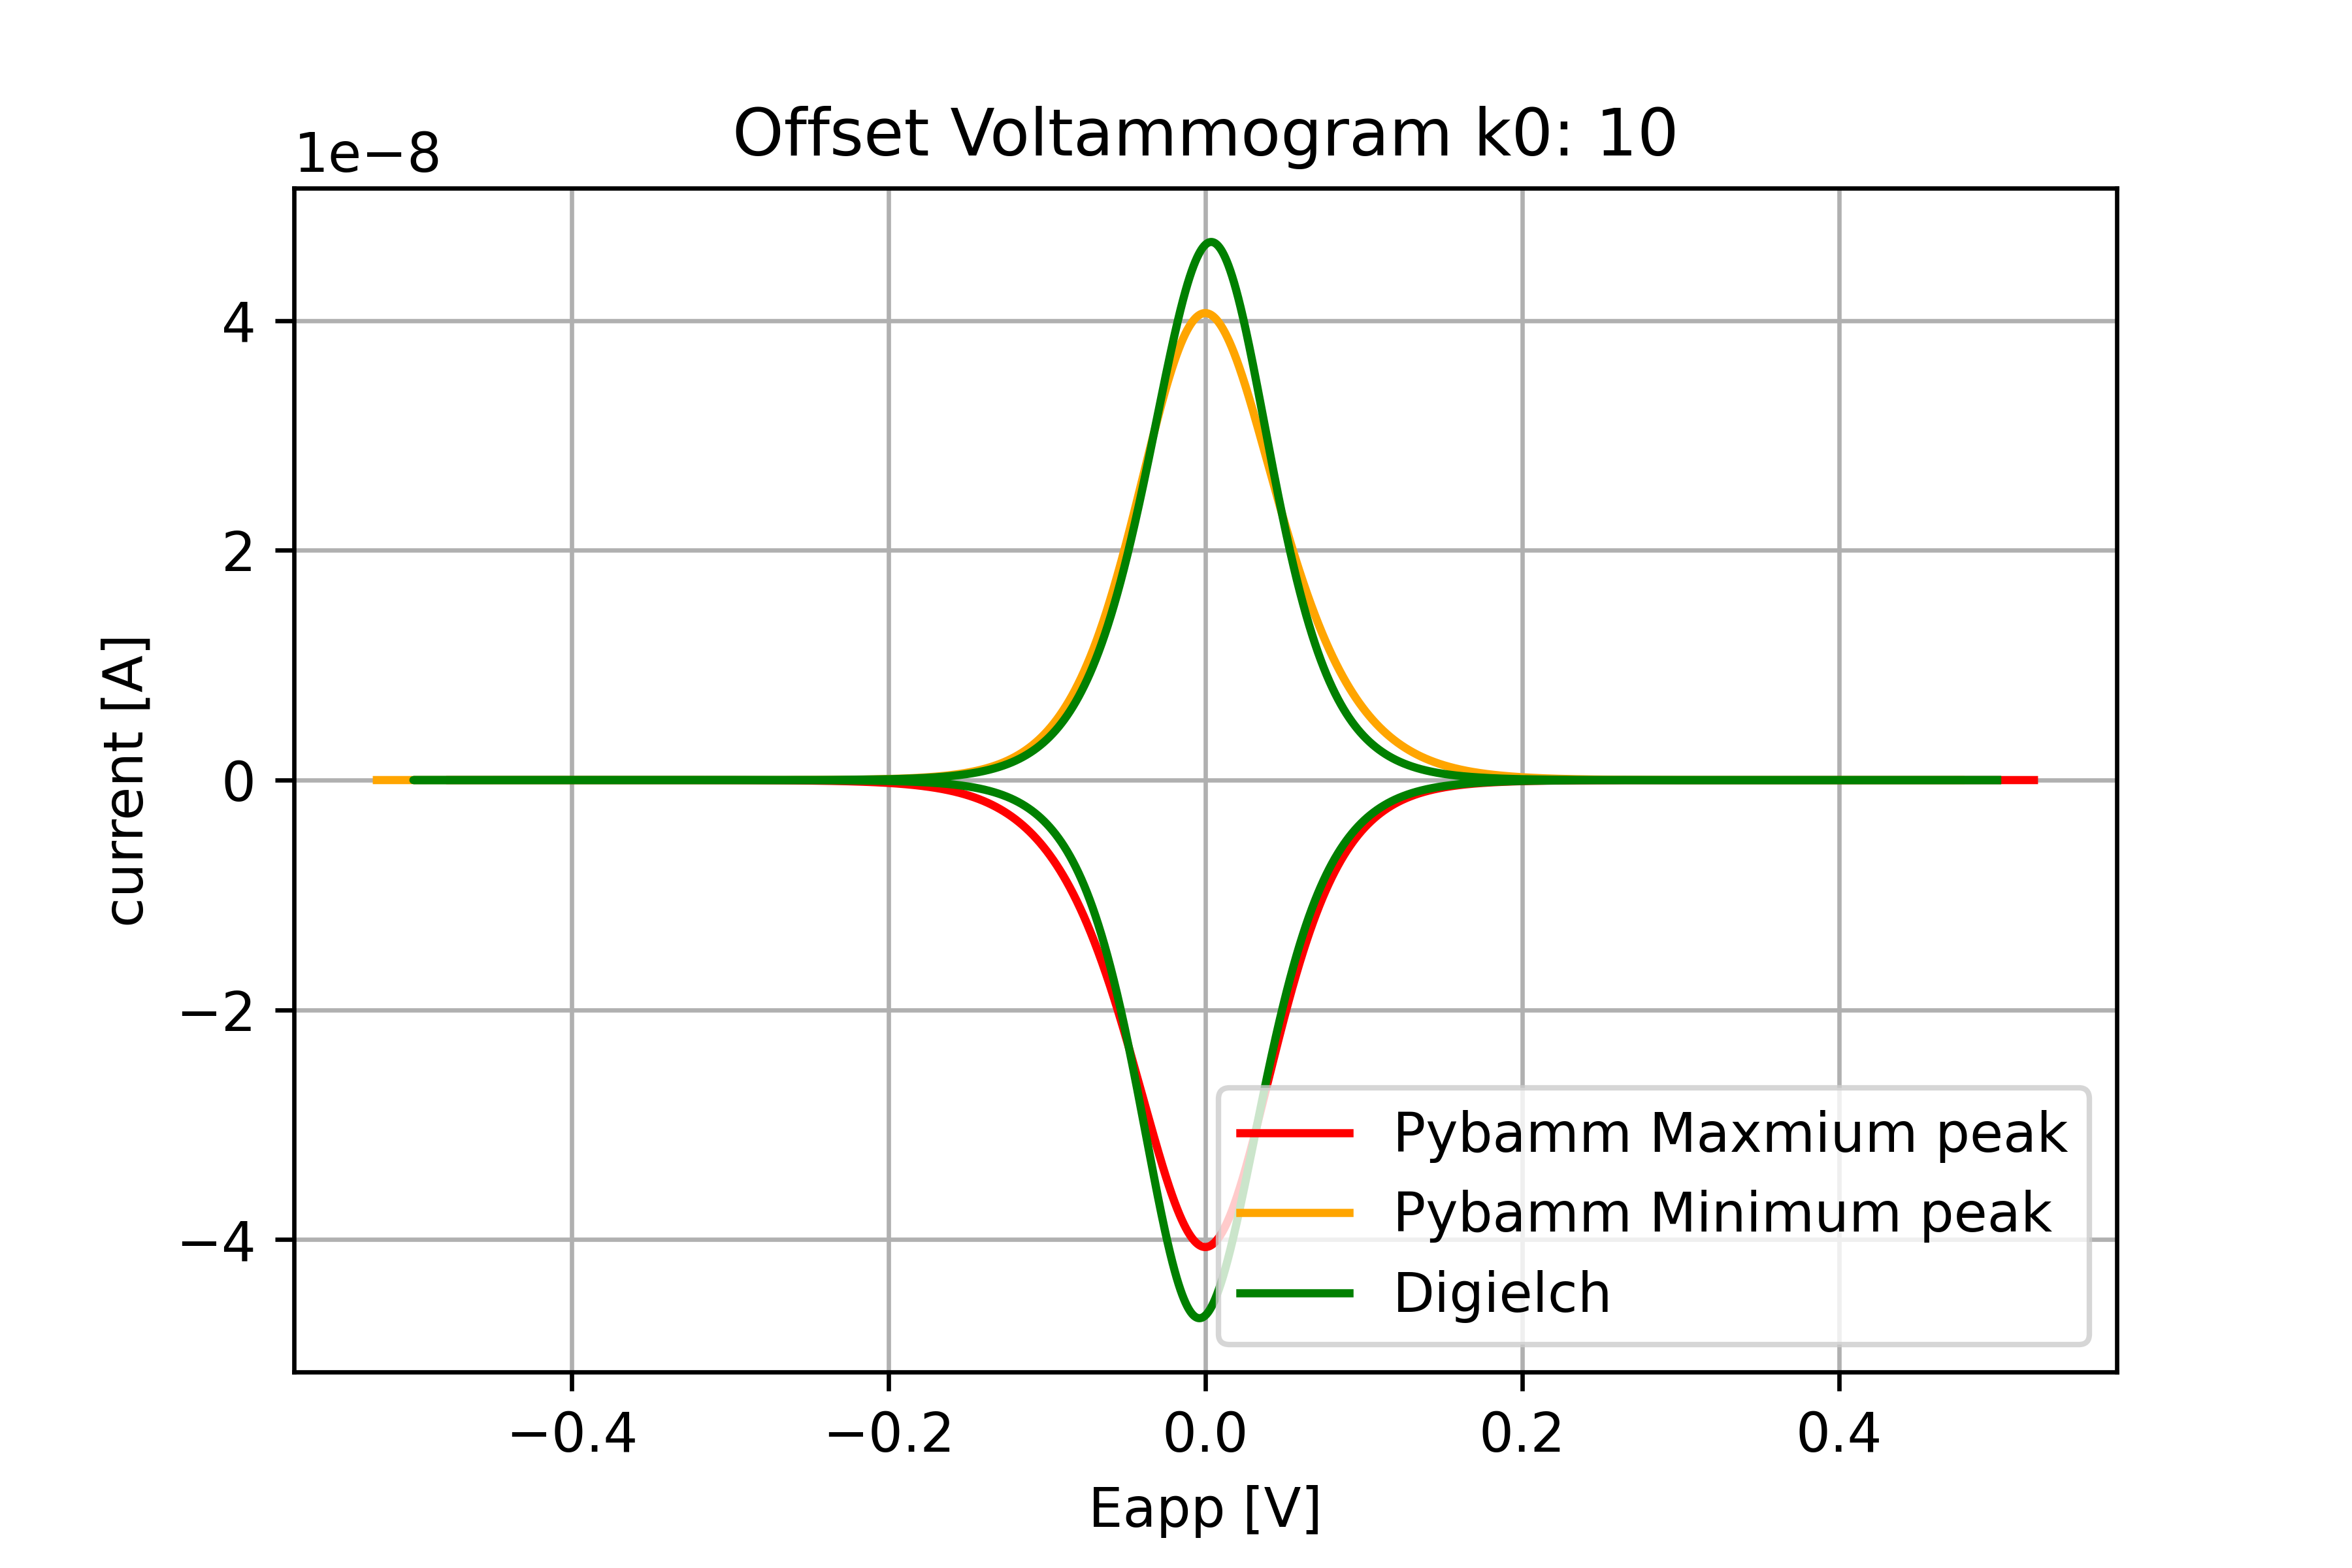 Offset Voltammogram k0: 10
1e−8
4
2
0
−2
−4
current [A]
Pybamm Maxmium peak
Pybamm Minimum peak
Digielch
−0.4 −0.2 0.0 0.2 0.4
Eapp [V]